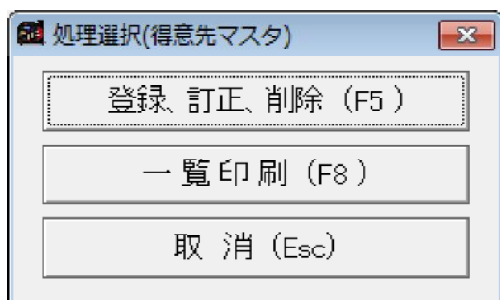 処理選択(得意先マスタ)
登録、訂正、削除 (F5)
一覧印刷 (F8)
取 消 (Esc)